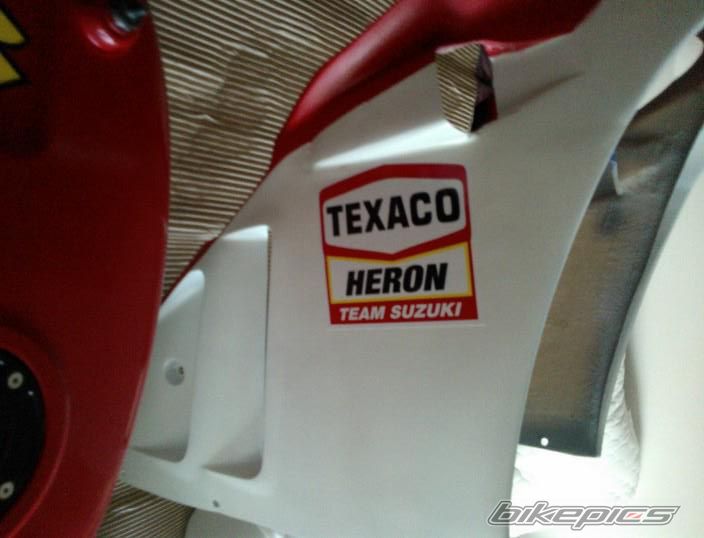 TEXACO
HERON
TEAM SUZUKI
bikepics